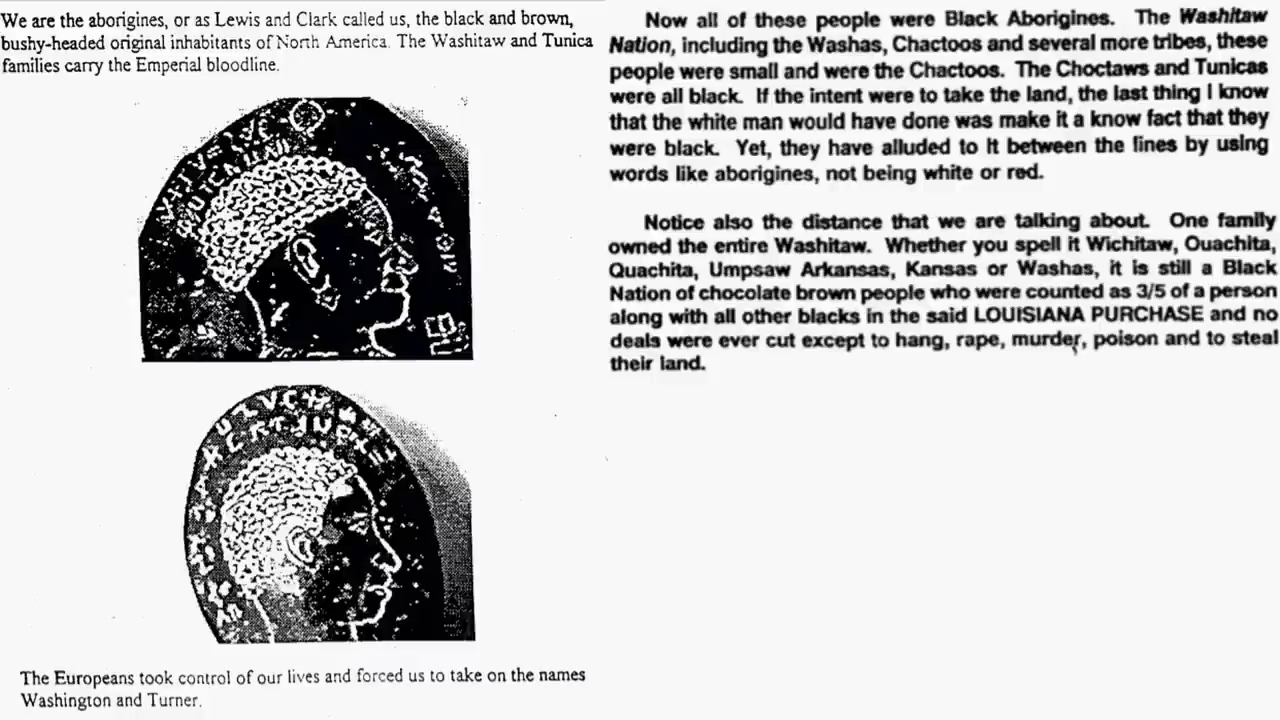 We are the aborigines, or as Lewis and Clark called us, the black and brown,
bushy-headed original inhabitants of North America. The Washitaw and Tunica
families carry the Emperial bloodline.
The Europeans took control of our lives and forced us to take on the names
Washington and Turner.
Now all of these people were Black Aborigines. The Washitaw
Nation, including the Washas, Chactoos and several more tribes, these
people were small and were the Chactoos. The Choctaws and Tunicas
were all black. If the intent were to take the land, the last thing I know
that the white man would have done was make it a know fact that they
were black. Yet, they have alluded to it between the lines by using
words like aborigines, not being white or red.
Notice also the distance that we are talking about. One family
owned the entire Washitaw. Whether you spell it Wichitaw, Ouachita,
Quachita, Umpsaw Arkansas, Kansas or Washas, it is still a Black
Nation of chocolate brown people who were counted as 3/5 of a person
along with all other blacks in the said LOUISIANA PURCHASE and no
deals were ever cut except to hang, rape, murder, poison and to steal
their land.